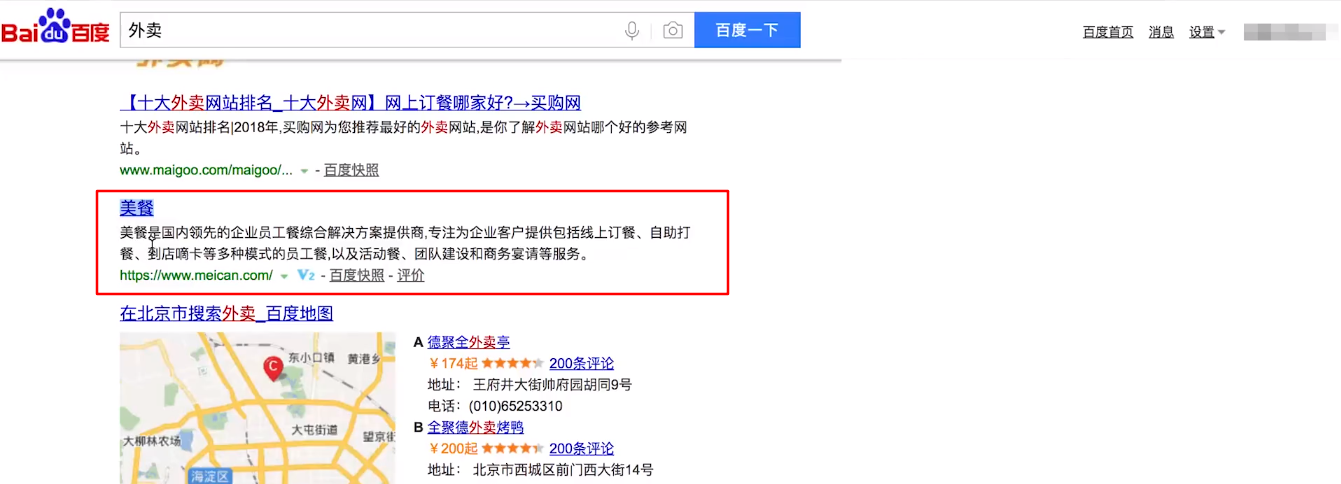 Bai du 百度
外卖
百度一下
百度首页 消息 设置
【十大外卖网站排名_十大外卖网】网上订餐哪家好?→买购网
十大外卖网站排名|2018年,买购网为您推荐最好的外卖网站,是你了解外卖网站哪个好的参考网
站。
www.maigoo.com/maigoo/... - 百度快照
美餐
美餐是国内领先的企业员工餐综合解决方案提供商,专注为企业客户提供包括线上订餐、自助打
餐、到店嘀卡等多种模式的员工餐,以及活动餐、团队建设和商务宴请等服务。
https://www.meican.com/ V2 - 百度快照 - 评价
在北京市搜索外卖_百度地图
东小口镇
黄港乡
C
大屯街道
望京街
大柳林农场
海淀区
A 德聚全外卖亭
¥174起 200条评论
地址： 王府井大街帅府园胡同9号
电话：(010)65253310
B 全聚德外卖烤鸭
¥200起 200条评论
地址： 北京市西城区前门西大街14号